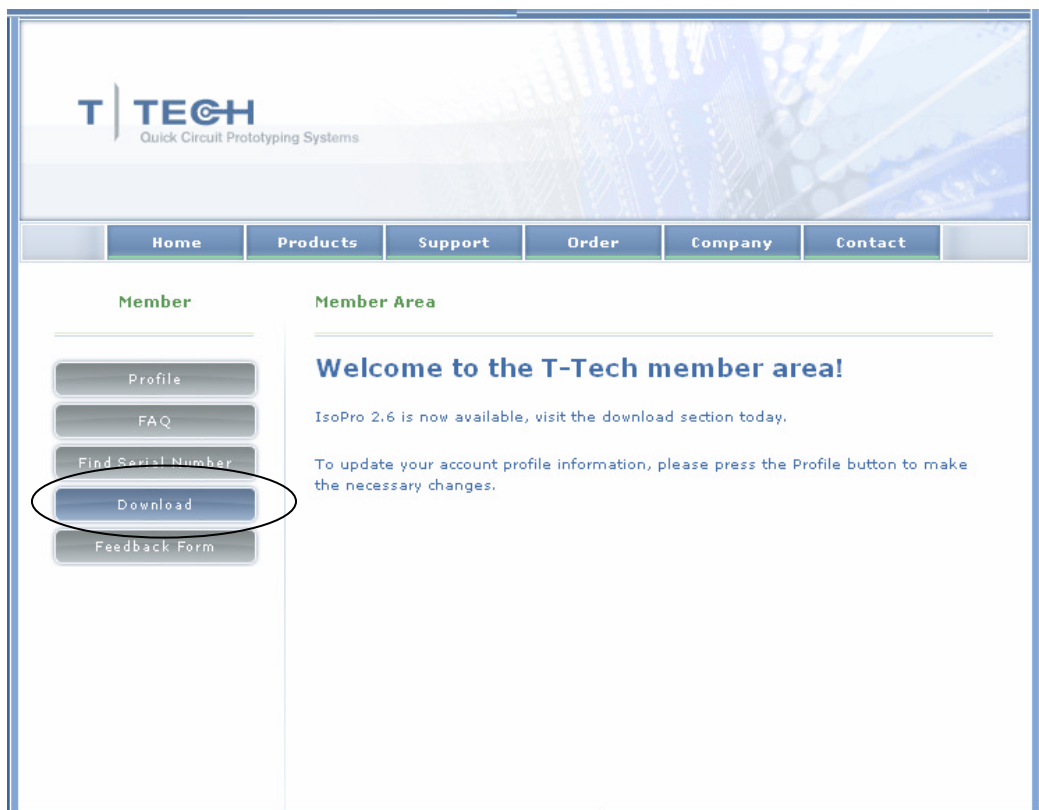 T TECH
Quick Circuit Prototyping Systems
Home Products Support Order Company Contact
Member
Member Area
Profile
FAQ
Find Serial Number
Download
Feedback Form
Welcome to the T-Tech member area!
IsoPro 2.6 is now available, visit the download section today.
To update your account profile information, please press the Profile button to make
the necessary changes.